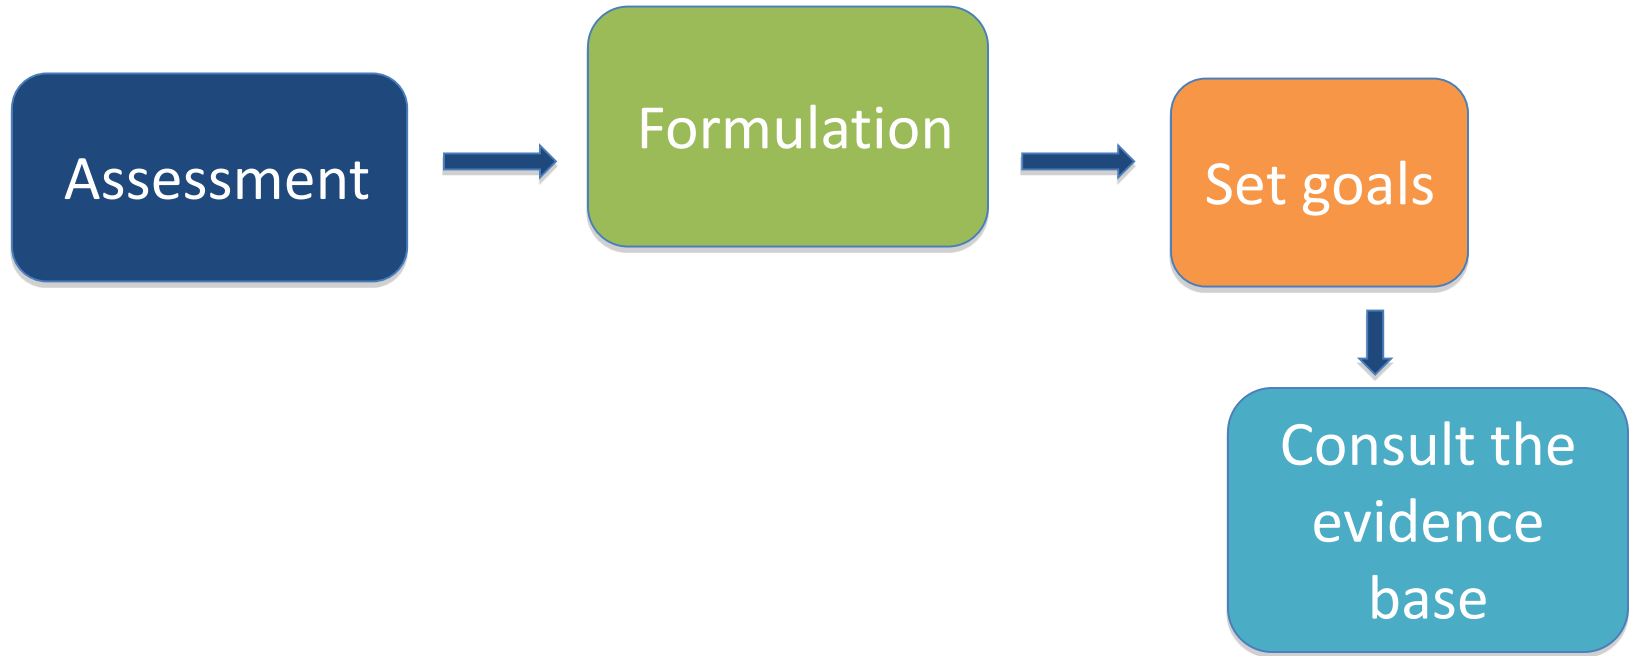 Assessment
Formulation
Set goals
Consult the
evidence
base